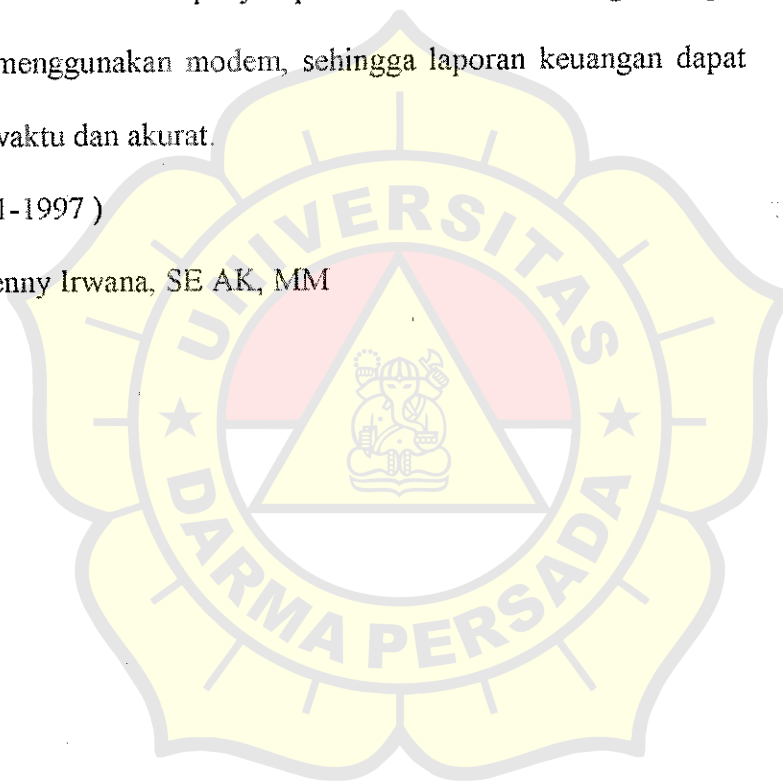 menggunakan modem, sehingga laporan keuangan dapat
waktu dan akurat.
1-1997 )
enny Irwana, SE AK, MM
UNIVERSITAS
DARMA PERSADA